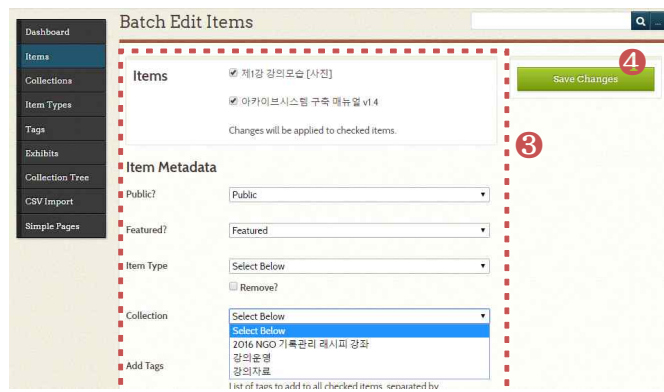 Batch Edit Items
Dashboard
Items
Collections
Item Types
Tags
Exhibits
Collection Tree
CSV Import
Simple Pages
Items
제1강 강의모습 [사진]
아카이브시스템 구축 매뉴얼 v1.4
Changes will be applied to checked items.
4
Save Changes
3
Item Metadata
Public?
Public
Featured?
Featured
Item Type
Select Below
Remove?
Collection
Select Below
Select Below
2016 NGO 기록관리 래시피 강좌
강의운영
강의자료
Add Tags
List of tags to add to all checked items, separated by